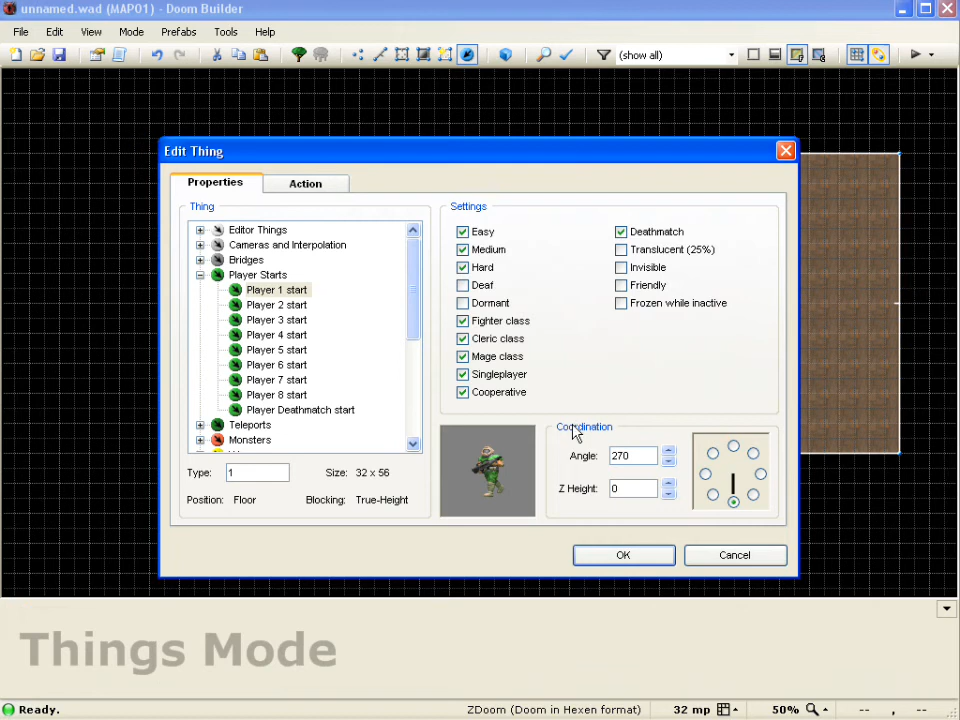 unnamed.wad (MAP01) - Doom Builder
File Edit View Mode Prefabs Tools Help
(show all)
Edit Thing
Properties Action
Thing
Editor Things
Cameras and Interpolation
Bridges
Player Starts
Player 1 start
Player 2 start
Player 3 start
Player 4 start
Player 5 start
Player 6 start
Player 7 start
Player 8 start
Player Deathmatch start
Teleports
Monsters
Type: 1 Size: 32 x 56
Position: Floor Blocking: True-Height
Settings
Easy Deathmatch
Medium Translucent (25%)
Hard Invisible
Deaf Friendly
Dormant Frozen while inactive
Fighter class
Cleric class
Mage class
Singleplayer
Cooperative
Coordination
Angle: 270
Z Height: 0
OK Cancel
Things Mode
Ready. ZDoom (Doom in Hexen format) 32 mp 50% -- , --